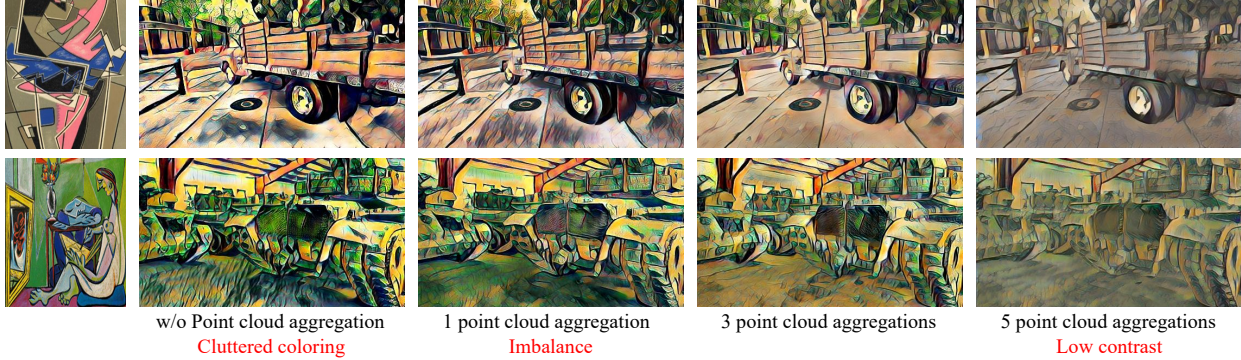 w/o Point cloud aggregation
1 point cloud aggregation
3 point cloud aggregations
5 point cloud aggregations
Cluttered coloring
Imbalance
Low contrast